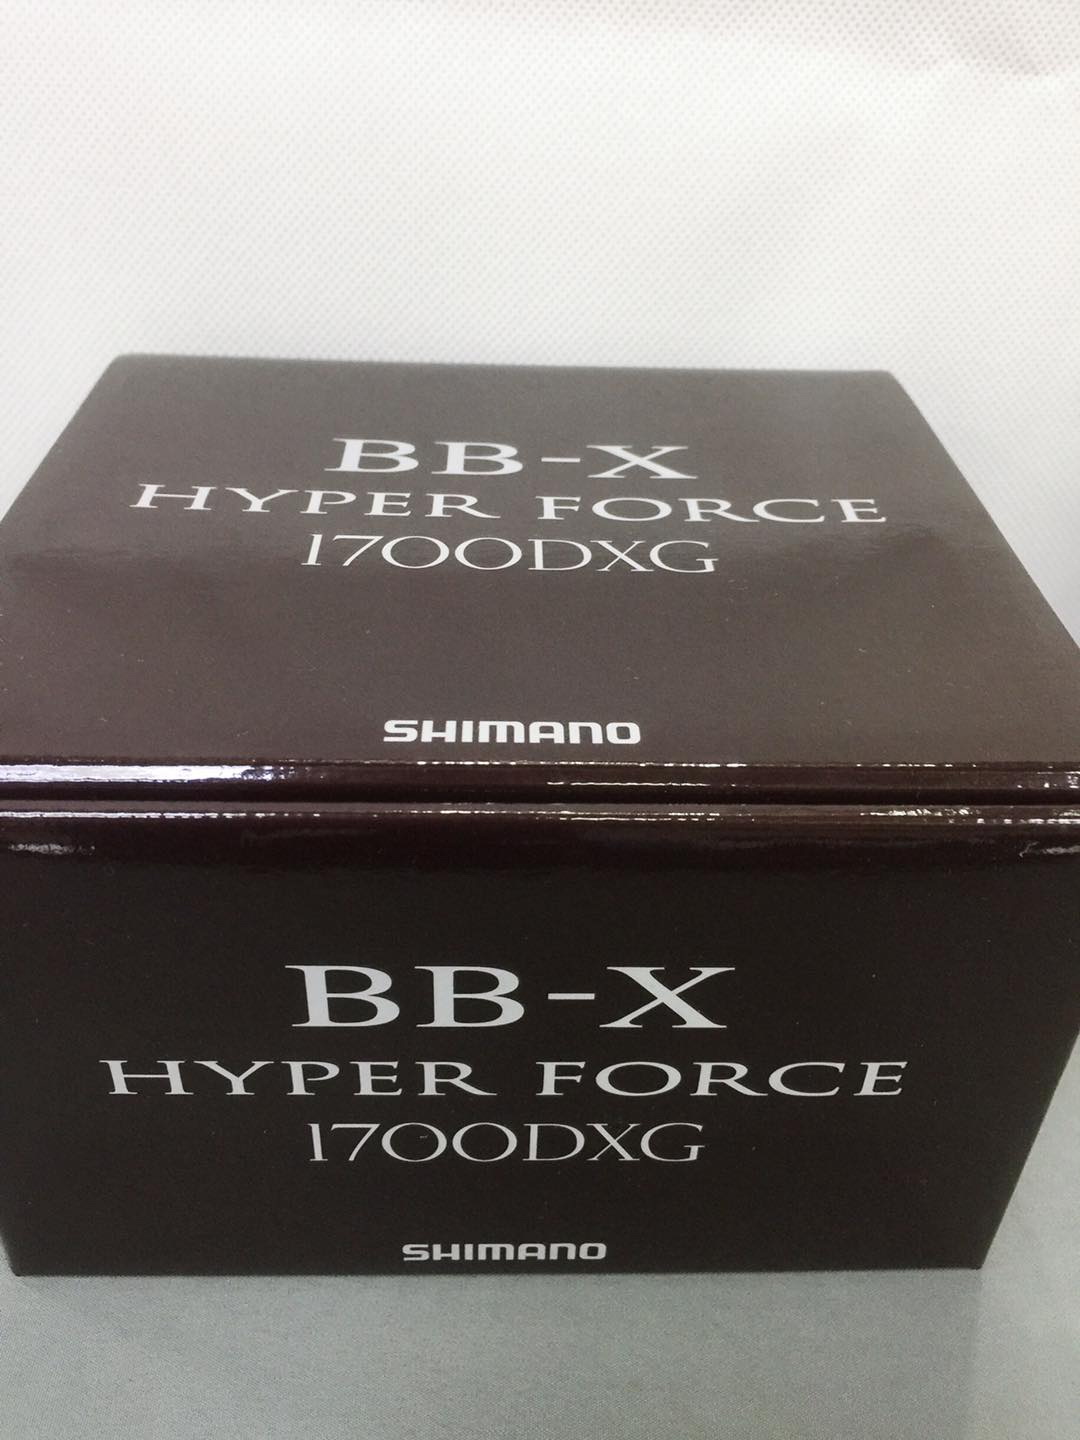 BB-X
HYPER FORCE
1700DXG
SHIMANO
BB-X
HYPER FORCE
1700DXG
SHIMANO